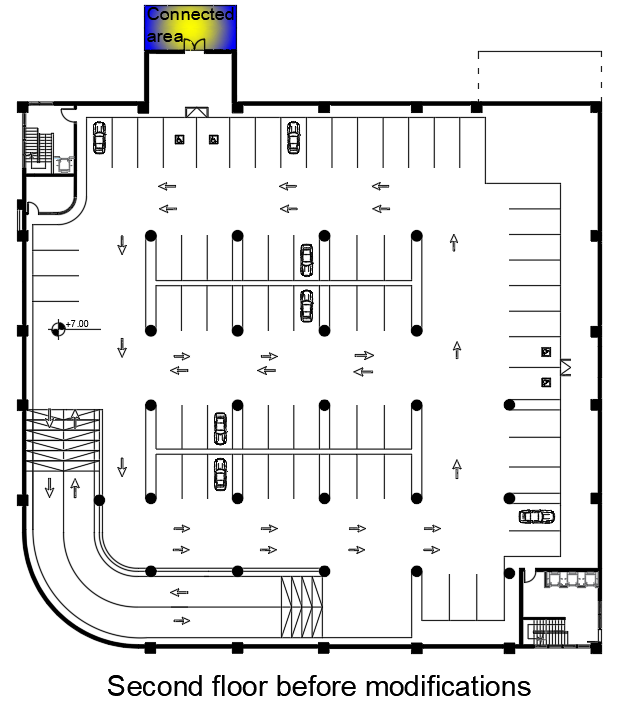 Connected
area
+7.00
Second floor before modifications